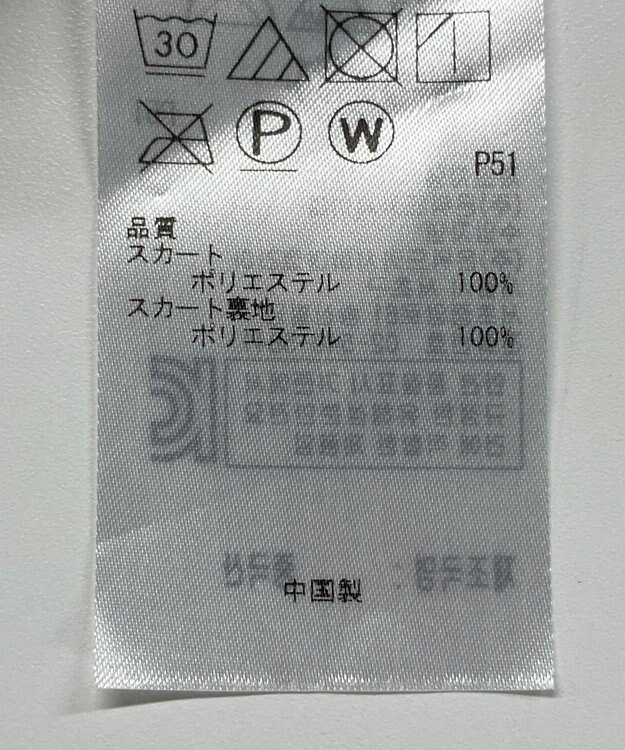 30
P W
P51
品質
スカート
ポリエステル 100%
スカート裏地
ポリエステル 100%
中国製